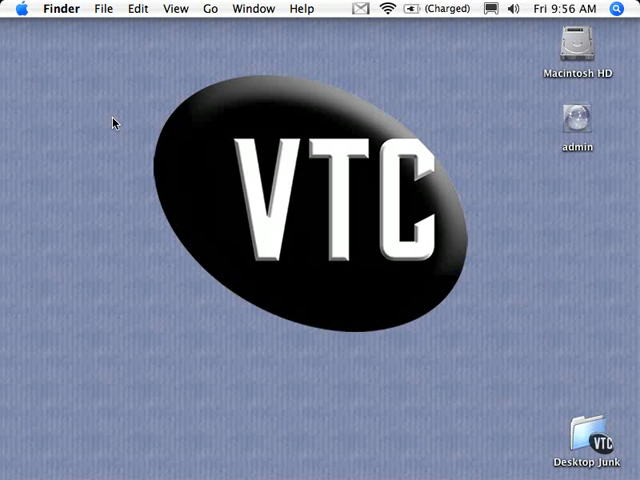 Finder File Edit View Go Window Help (Charged) Fri 9:56 AM
Macintosh HD
VTC
admin
VTC
Desktop Junk